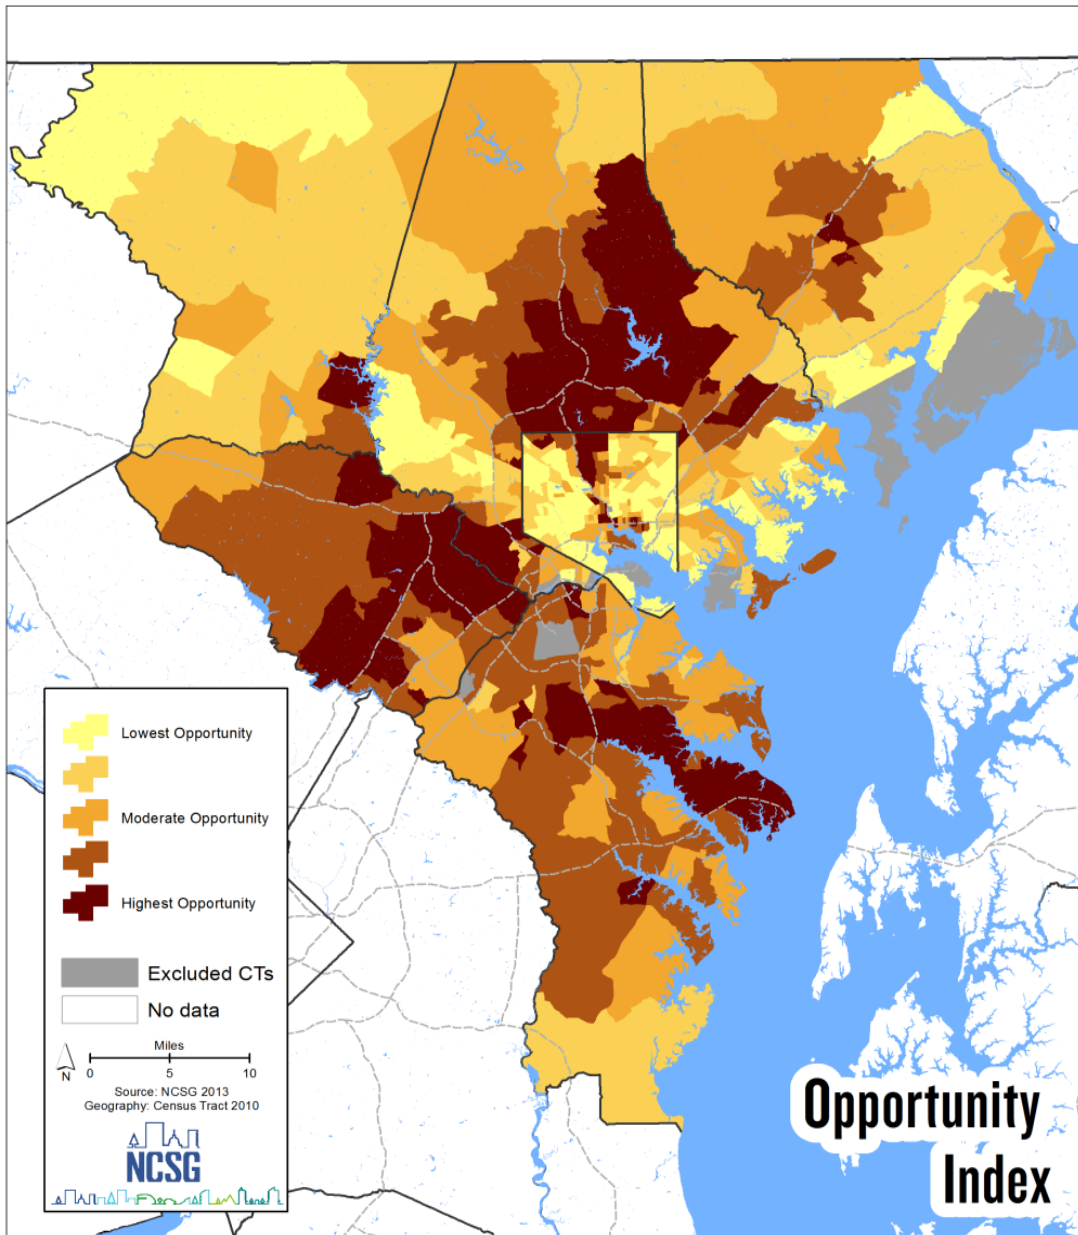 Lowest Opportunity
Moderate Opportunity
Highest Opportunity
Excluded CTs
No data
Miles
N
0 5 10
Source: NCSG 2013
Geography: Census Tract 2010
NCSG
Opportunity
Index